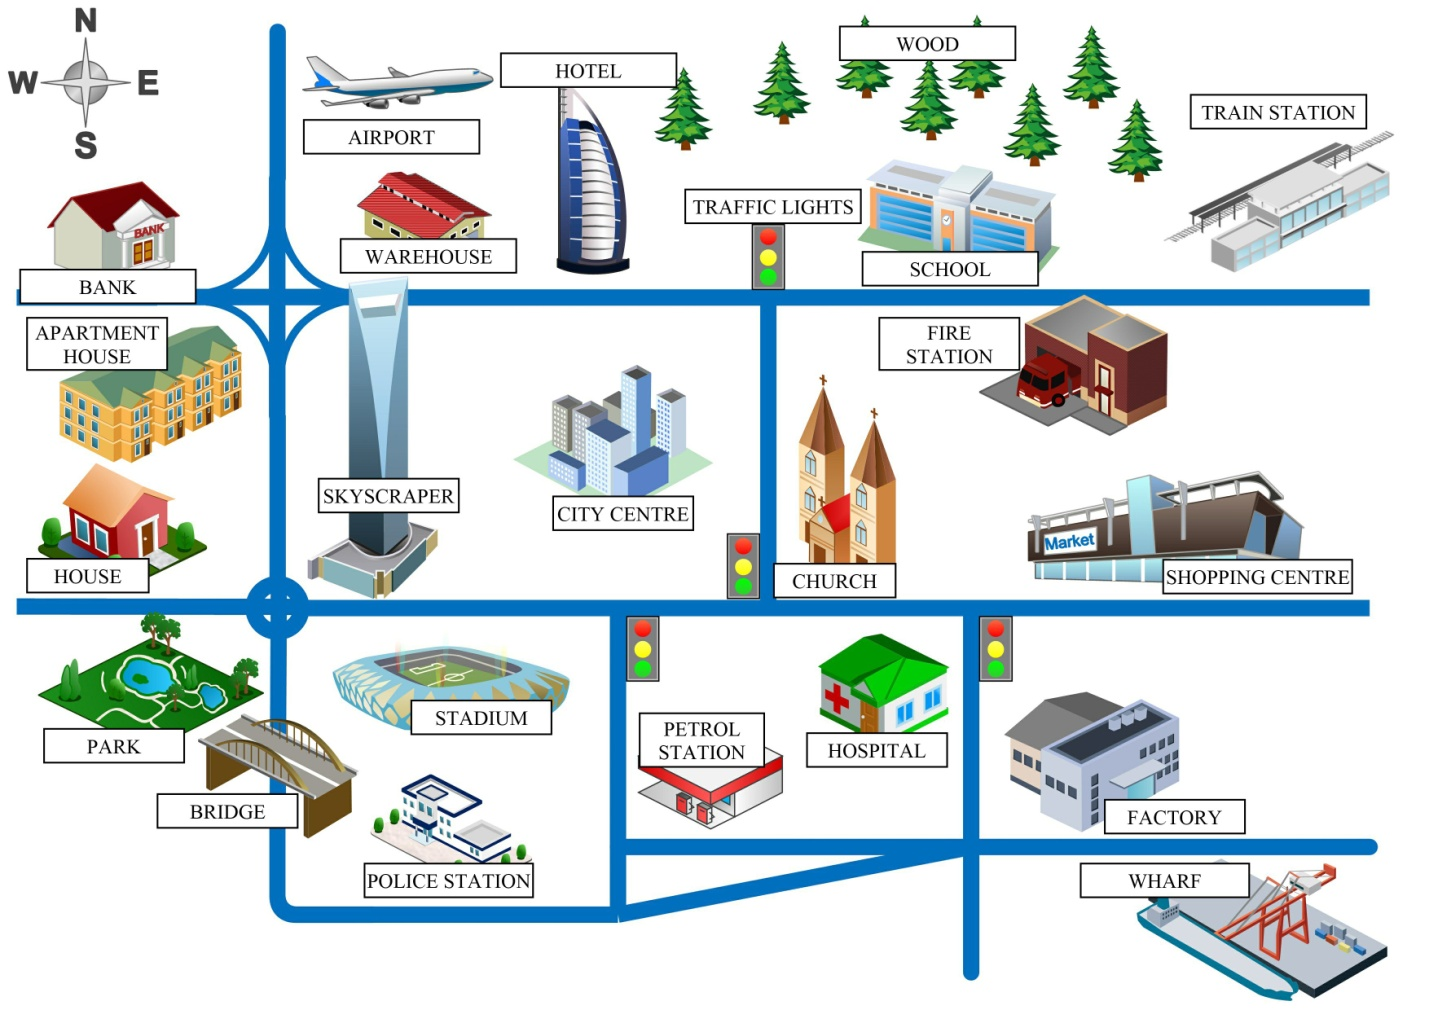 N
W E
S
AIRPORT
HOTEL
WOOD
TRAIN STATION
BANK
BANK
WAREHOUSE
TRAFFIC LIGHTS
SCHOOL
APARTMENT
HOUSE
FIRE
STATION
SKYSCRAPER
CITY CENTRE
HOUSE
CHURCH
Market
SHOPPING CENTRE
PARK
STADIUM
PETROL
STATION
HOSPITAL
BRIDGE
FACTORY
POLICE STATION
WHARF